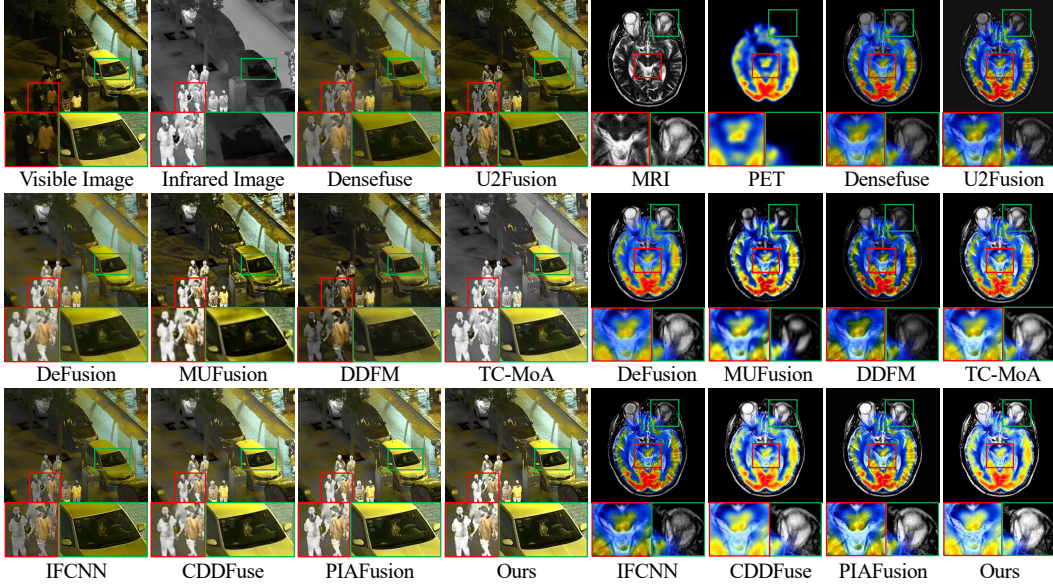 Visible Image Infrared Image Densefuse U2Fusion MRI PET Densefuse U2Fusion
DeFusion MUFusion DDFM TC-MoA DeFusion MUFusion DDFM TC-MoA
IFCNN CDDFuse PIAFusion Ours IFCNN CDDFuse PIAFusion Ours